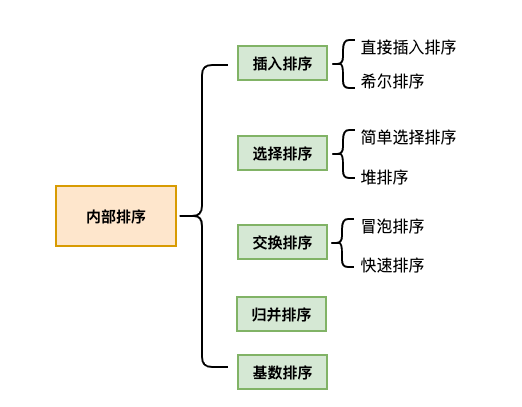 内部排序
插入排序
直接插入排序
希尔排序
选择排序
简单选择排序
堆排序
交换排序
冒泡排序
快速排序
归并排序
基数排序